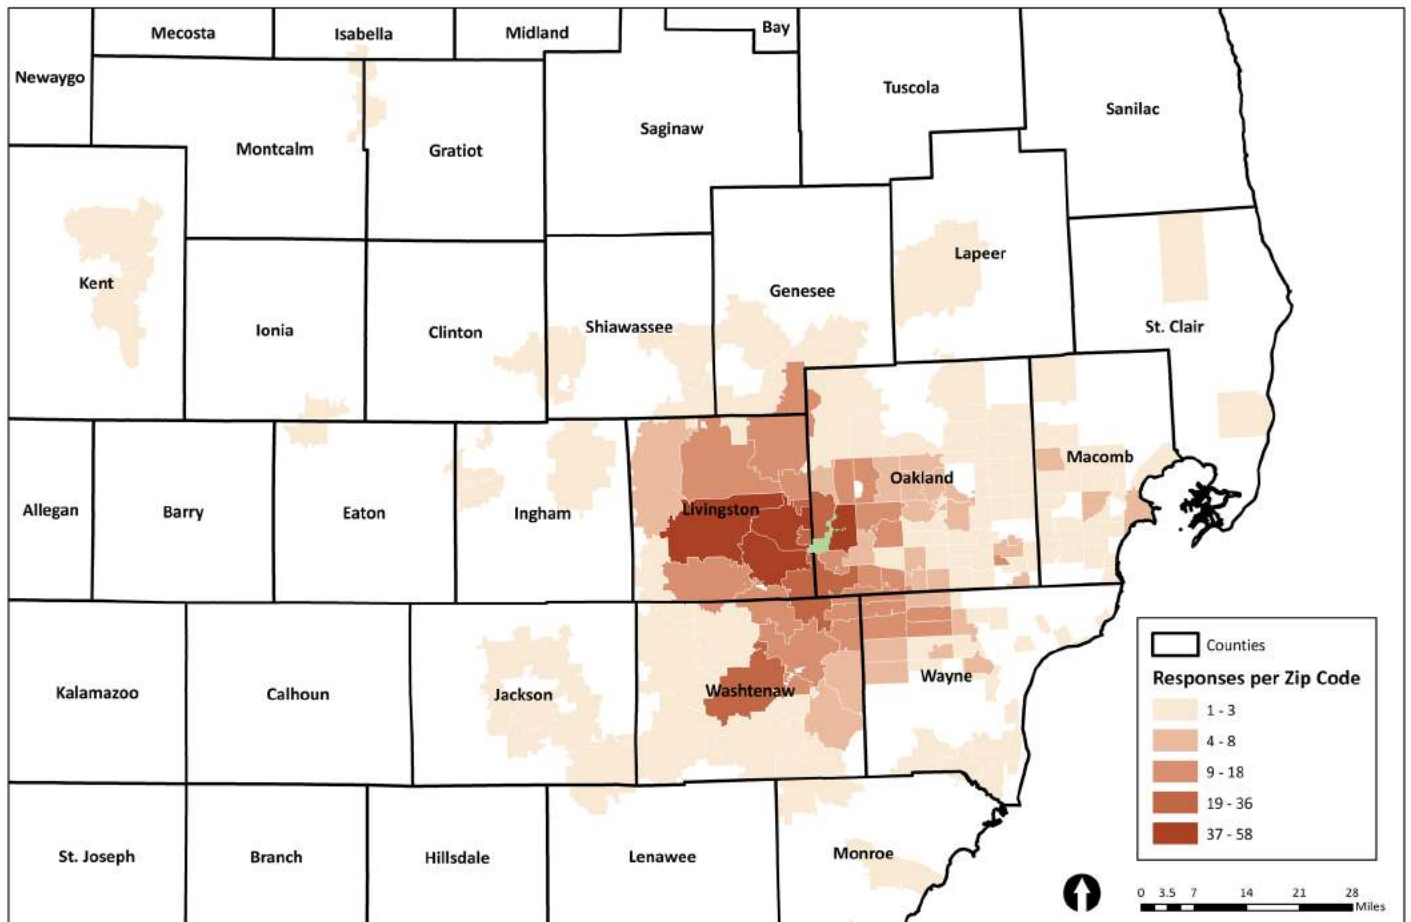 Mecosta
Isabella
Midland
Bay
Newaygo
Tuscola
Sanilac
Saginaw
Montcalm
Gratiot
Kent
Lapeer
Genesee
Ionia
Clinton
Shiawassee
St. Clair
Macomb
Oakland
Allegan
Barry
Eaton
Ingham
Livingston
Kalamazoo
Calhoun
Jackson
Washtenaw
Wayne
St. Joseph
Branch
Hillsdale
Lenawee
Monroe
Counties
Responses per Zip Code
1 - 3
4 - 8
9 - 18
19 - 36
37 - 58
0 3.5 7 14 21 28
Miles